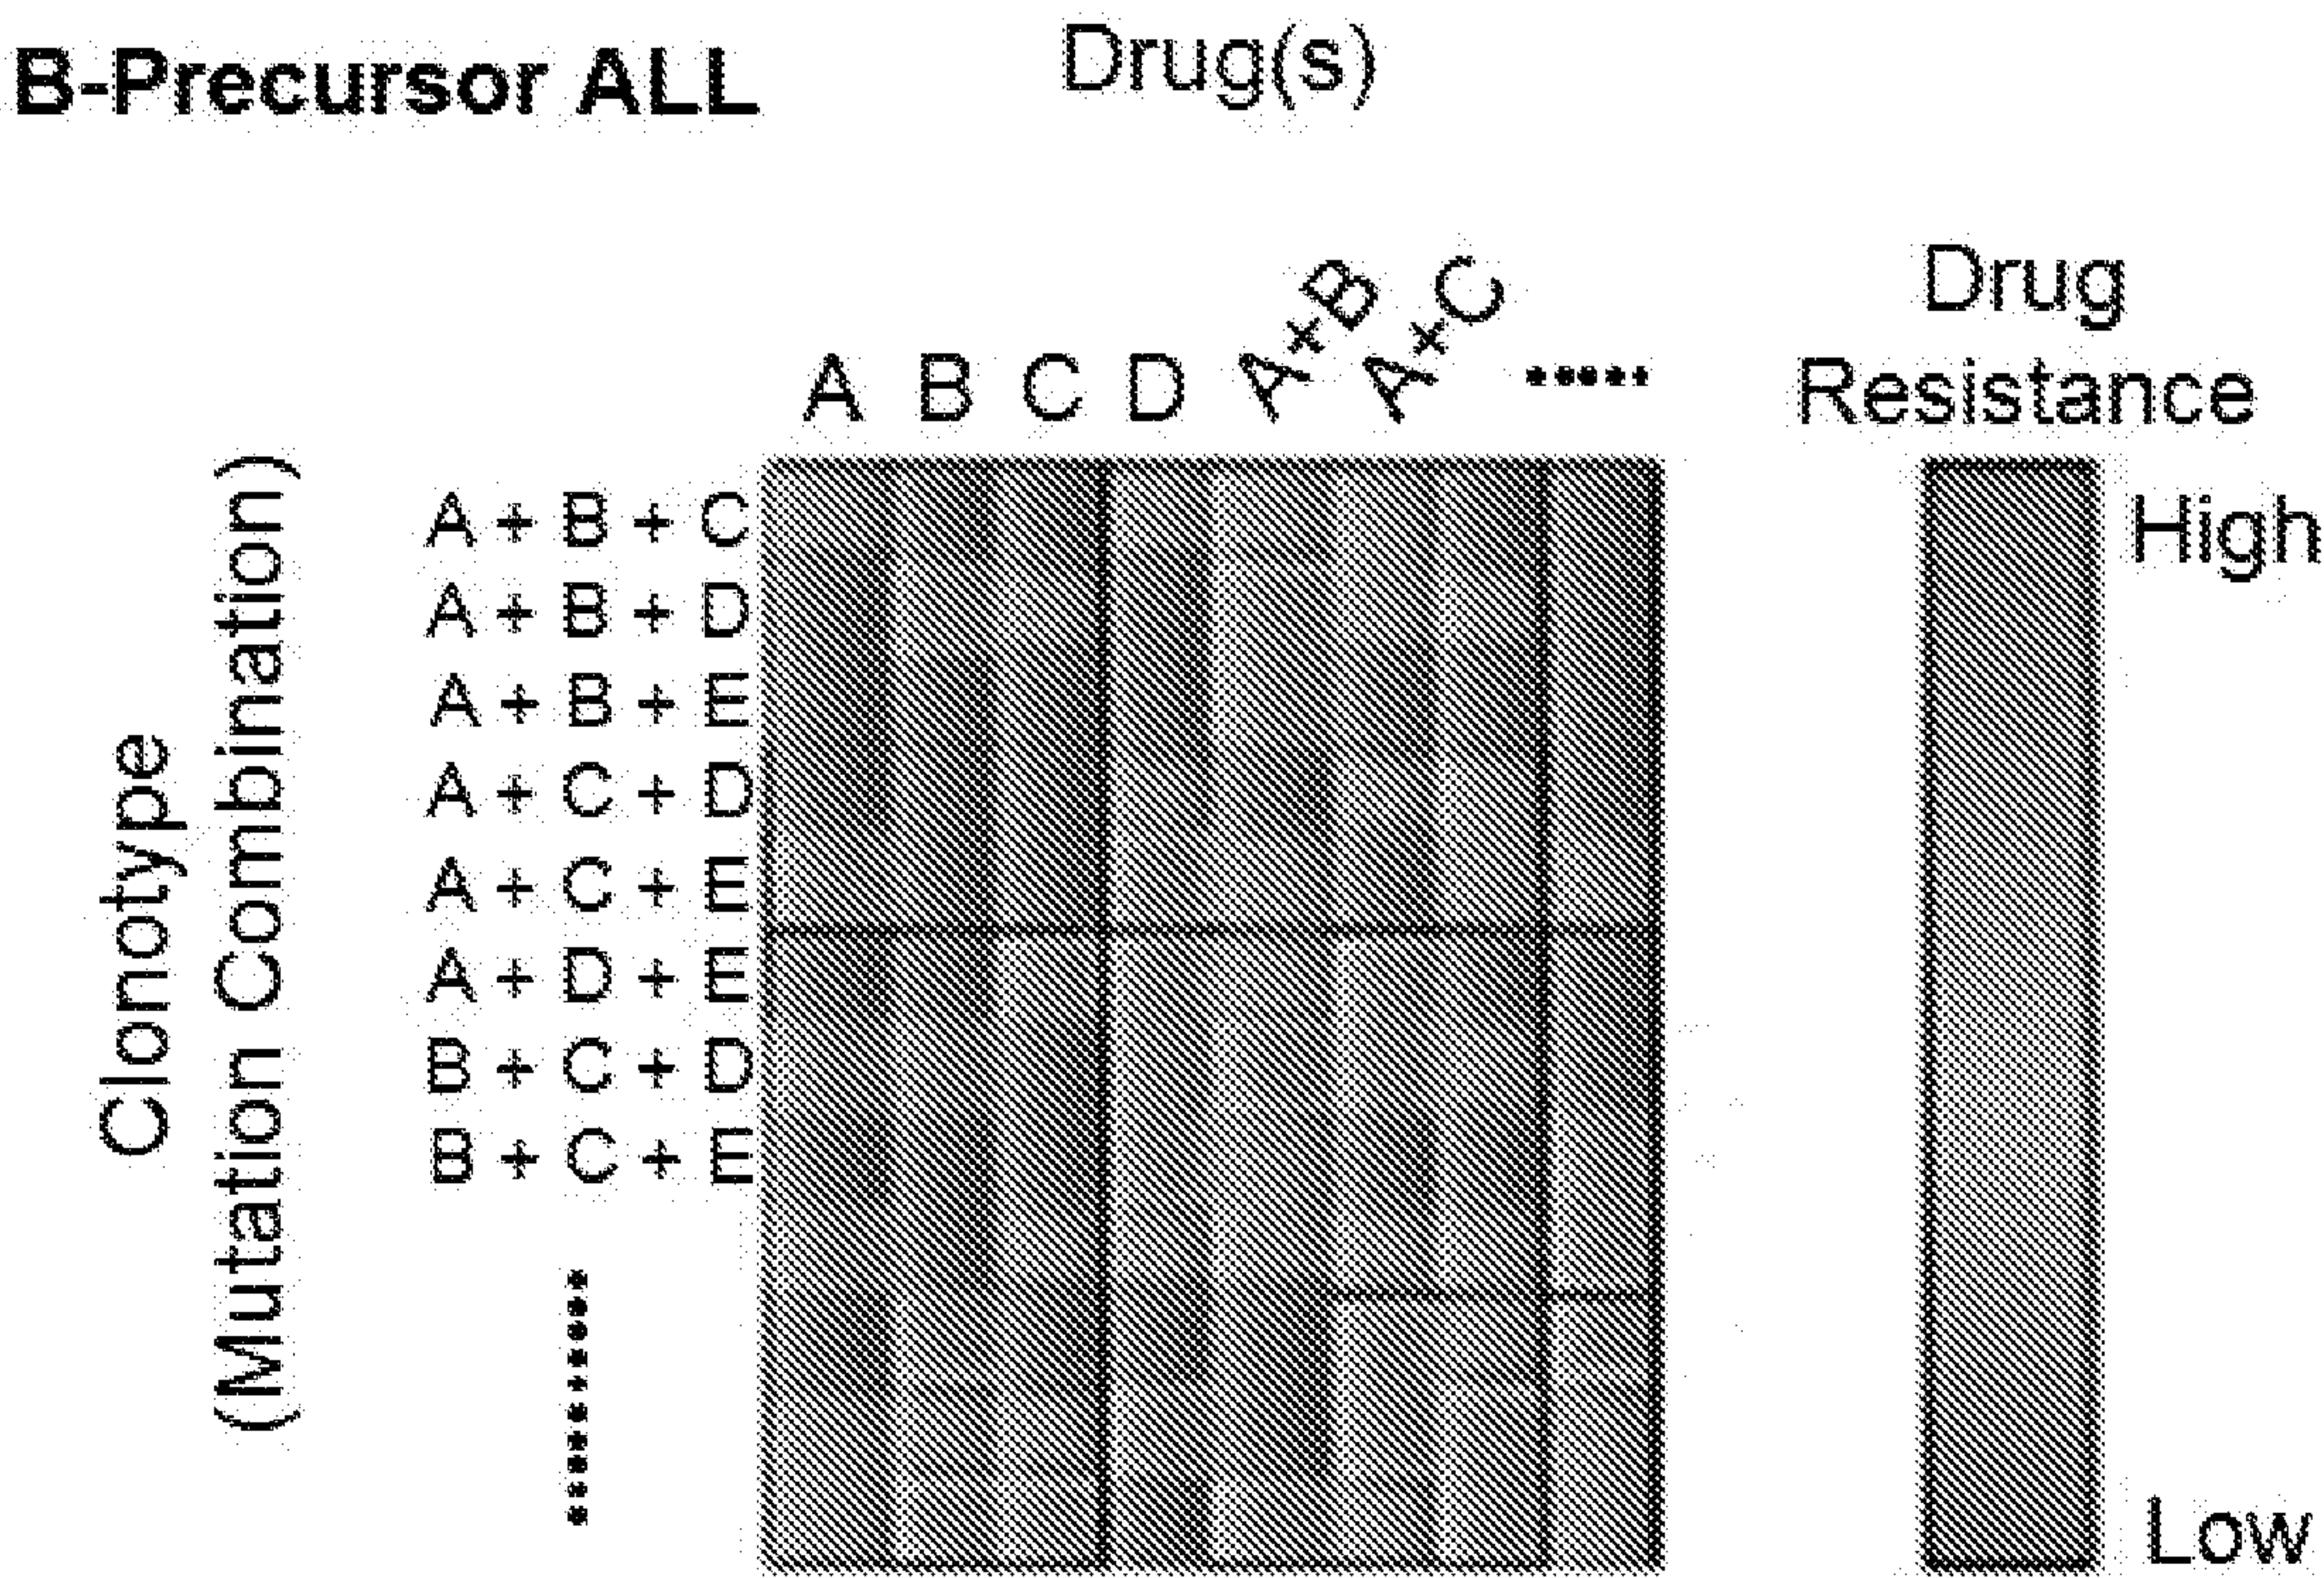 B-Precursor ALL
Drug(s)
A B C D A+B A+C .....
Drug
Resistance
High
Low
Clonotype
(Mutation Combination)
A + B + C
A + B + D
A + B + E
A + C + D
A + C + E
A + D + E
B + C + D
B + C + E